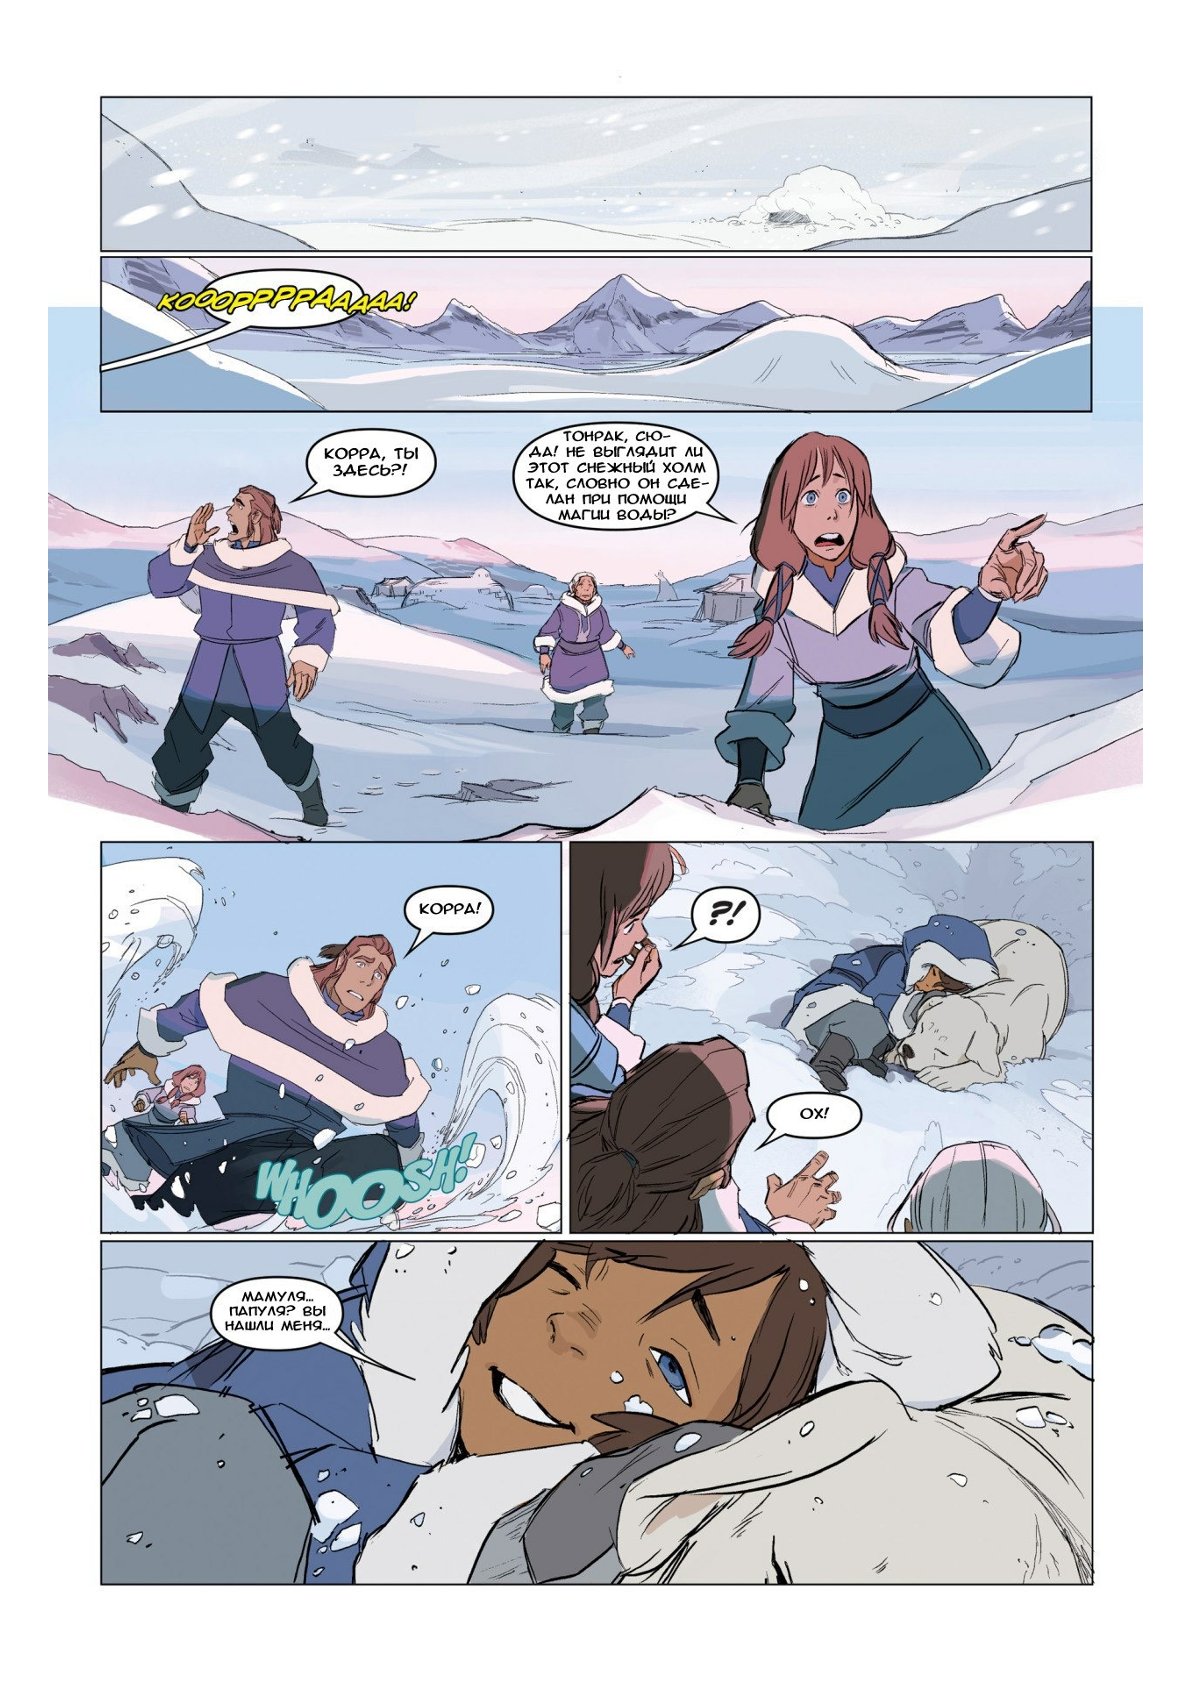 КОООРРРРАААAA!
КОРРА, ТЫ
ЗДЕСЬ?!
ТОНРАК, СЮ-
ДА! НЕ ВЫГЛЯДИТ ЛИ
ЭТОТ СНЕЖНЫЙ ХОЛМ
ТАК, СЛОВНО ОН СДЕ-
ЛАН ПРИ ПОМОЩИ
МАГИИ ВОДЫ?
КОРРА!
WHOOSH!
?!
ОХ!
МАМУЛЯ...
ПАПУЛЯ? ВЫ
НАШЛИ МЕНЯ...